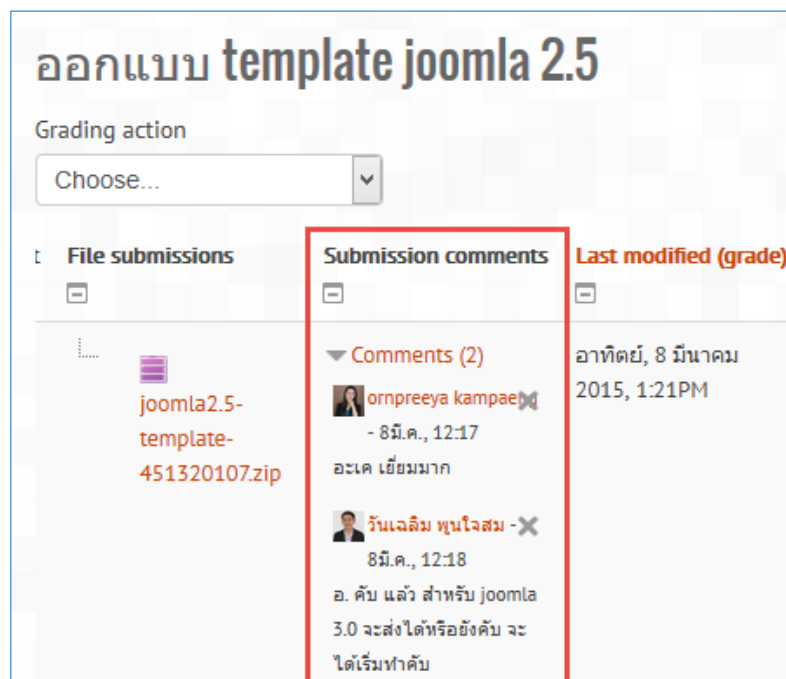 ออกแบบ template joomla 2.5
Grading action
Choose...
t File submissions Submission comments Last modified (grade)
joomla2.5-
template-
451320107.zip
Comments (2)
ornpreeya kampaeng
- 8มี.ค., 12:17
อะเค เยี่ยมมาก
วันเฉลิม พูนใจสม -
8มี.ค., 12:18
อ. คับ แล้ว สำหรับ joomla
3.0 จะส่งได้หรือยังคับ จะ
ได้เริ่มทำคับ
อาทิตย์, 8 มีนาคม
2015, 1:21PM